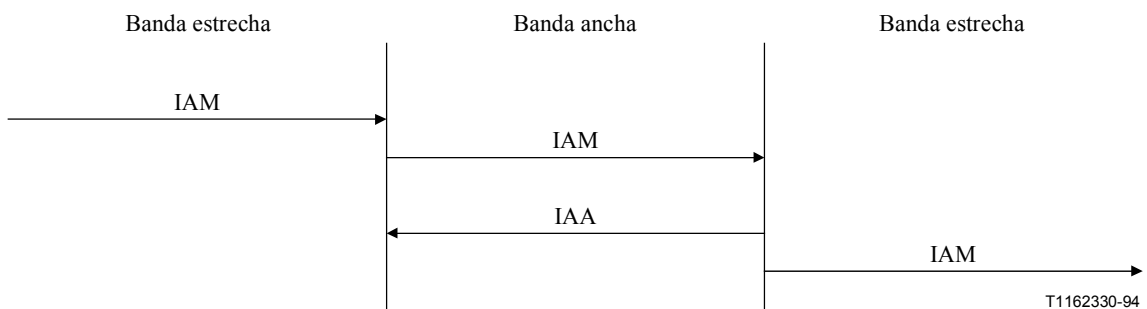 Banda estrecha Banda ancha Banda estrecha
IAM
IAM
IAA
IAM
T1162330-94